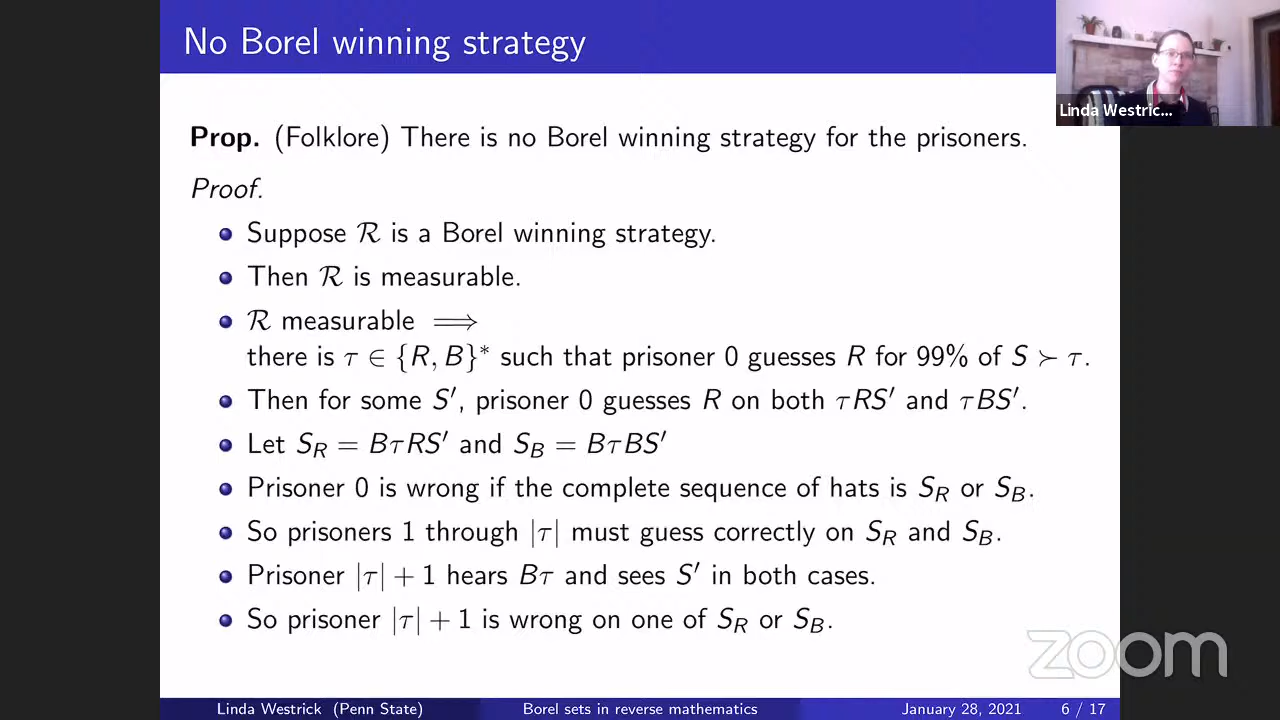 No Borel winning strategy
Linda Westric...
Prop. (Folklore) There is no Borel winning strategy for the prisoners.
Proof.
Suppose ℛ is a Borel winning strategy.
Then ℛ is measurable.
ℛ measurable ⟹
there is τ ∈ {R, B}* such that prisoner 0 guesses R for 99% of S ≻ τ.
Then for some S′, prisoner 0 guesses R on both τRS′ and τBS′.
Let S_R = BτRS′ and S_B = BτBS′
Prisoner 0 is wrong if the complete sequence of hats is S_R or S_B.
So prisoners 1 through |τ| must guess correctly on S_R and S_B.
Prisoner |τ| + 1 hears Bτ and sees S′ in both cases.
So prisoner |τ| + 1 is wrong on one of S_R or S_B.
zoom
Linda Westrick (Penn State) Borel sets in reverse mathematics January 28, 2021 6 / 17